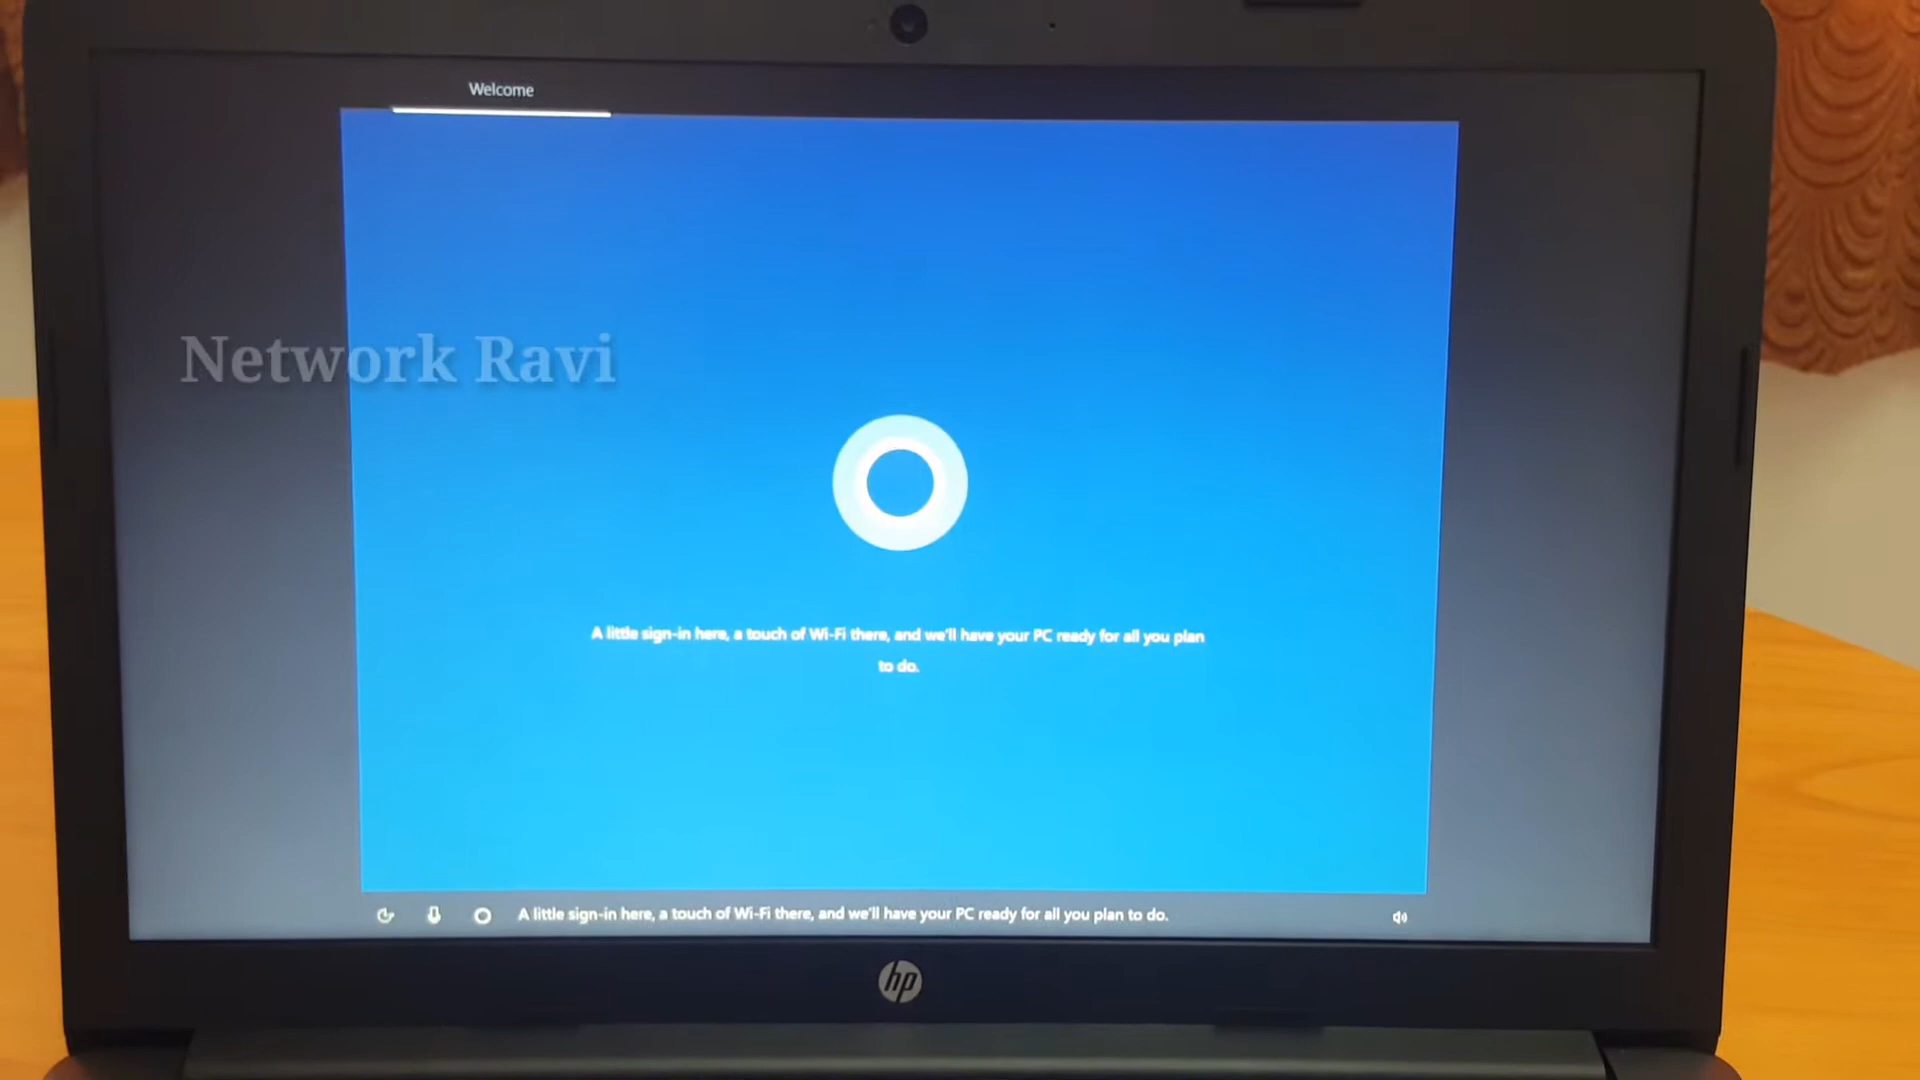 Welcome
Network Ravi
A little sign-in here, a touch of Wi-Fi there, and we'll have your PC ready for all you plan
to do.
A little sign-in here, a touch of Wi-Fi there, and we'll have your PC ready for all you plan to do.
hp